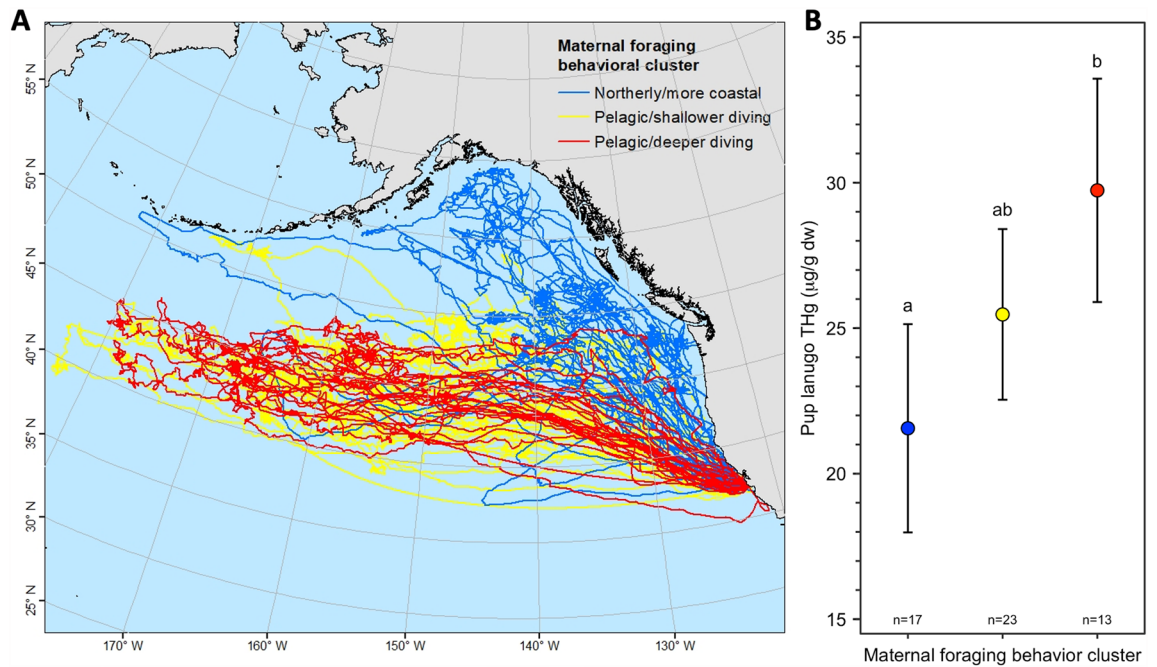 A
Maternal foraging
behavioral cluster
Northerly/more coastal
Pelagic/shallower diving
Pelagic/deeper diving
55° N
50° N
45° N
40° N
35° N
30° N
25° N
170° W
160° W
150° W
140° W
130° W
B
Pup lanugo THg (µg/g dw)
35
30
25
20
15
a
ab
b
n=17
n=23
n=13
Maternal foraging behavior cluster